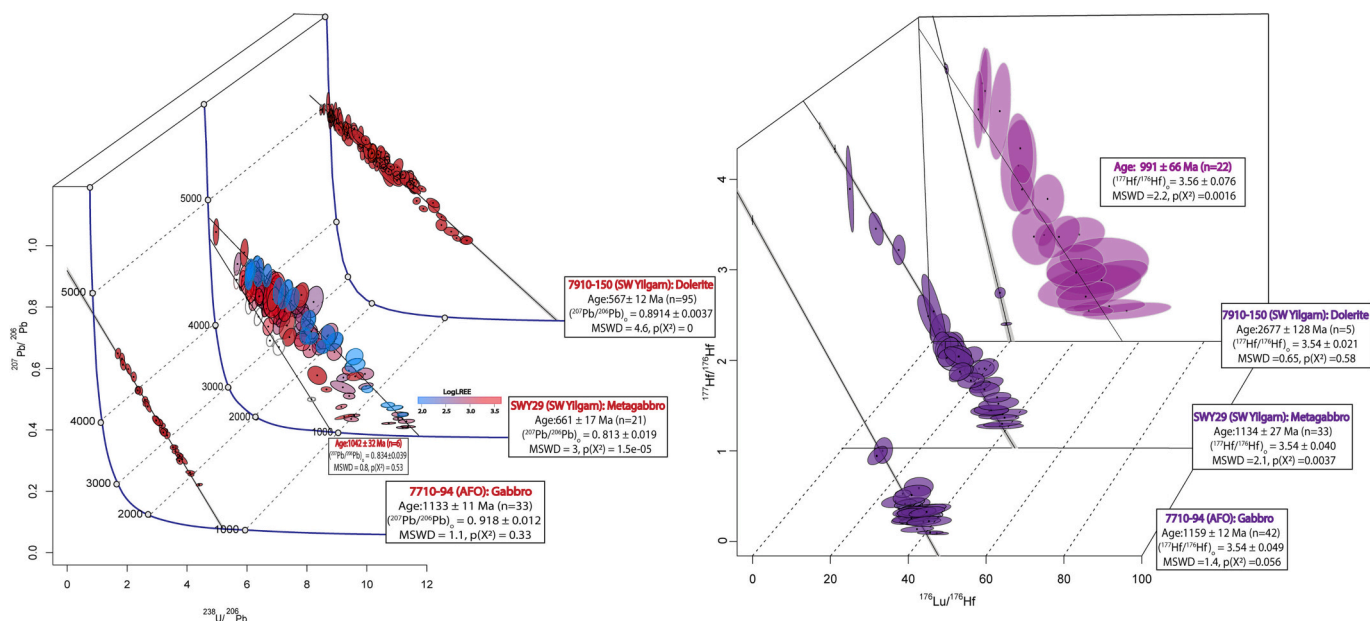 5000
1.0
5000
4000
7910-150 (SW Yilgarn): Dolerite
Age:567± 12 Ma (n=95)
(²⁰⁷Pb/²⁰⁶Pb)ₒ = 0.8914 ± 0.0037
MSWD = 4.6, p(X²) = 0
²⁰⁷Pb/ ²⁰⁶Pb
0.8
0.6
0.4
0.2
0.0
4000
3000
2000
1000
3000
2000
1000
LogLREE
2.0 2.5 3.0 3.5
SWY29 (SW Yilgarn): Metagabbro
Age:661 ± 17 Ma (n=21)
(²⁰⁷Pb/²⁰⁶Pb)ₒ = 0. 813 ± 0.019
MSWD = 3, p(X²) = 1.5e-05
Age:1042 ± 32 Ma (n=6)
(²⁰⁷Pb/²⁰⁶Pb)ₒ = 0.834±0.039
MSWD = 0.8, p(X²) = 0.53
7710-94 (AFO): Gabbro
Age:1133 ± 11 Ma (n=33)
(²⁰⁷Pb/²⁰⁶Pb)ₒ = 0. 918 ± 0.012
MSWD = 1.1, p(X²) = 0.33
0 2 4 6 8 10 12
²³⁸U/ ²⁰⁶Pb
Age: 991 ± 66 Ma (n=22)
(¹⁷⁷Hf/¹⁷⁶Hf)ₒ = 3.56 ± 0.076
MSWD =2.2, p(X²) =0.0016
4
3
2
1
0
¹⁷⁷Hf/¹⁷⁶Hf
7910-150 (SW Yilgarn): Dolerite
Age:2677 ± 128 Ma (n=5)
(¹⁷⁷Hf/¹⁷⁶Hf)ₒ = 3.54 ± 0.021
MSWD =0.65, p(X²) =0.58
SWY29 (SW Yilgarn): Metagabbro
Age:1134 ± 27 Ma (n=33)
(¹⁷⁷Hf/¹⁷⁶Hf)ₒ = 3.54 ± 0.040
MSWD =2.1, p(X²) =0.0037
7710-94 (AFO): Gabbro
Age:1159 ± 12 Ma (n=42)
(¹⁷⁷Hf/¹⁷⁶Hf)ₒ = 3.54 ± 0.049
MSWD =1.4, p(X²) =0.056
0 20 40 60 80 100
¹⁷⁶Lu/¹⁷⁶Hf